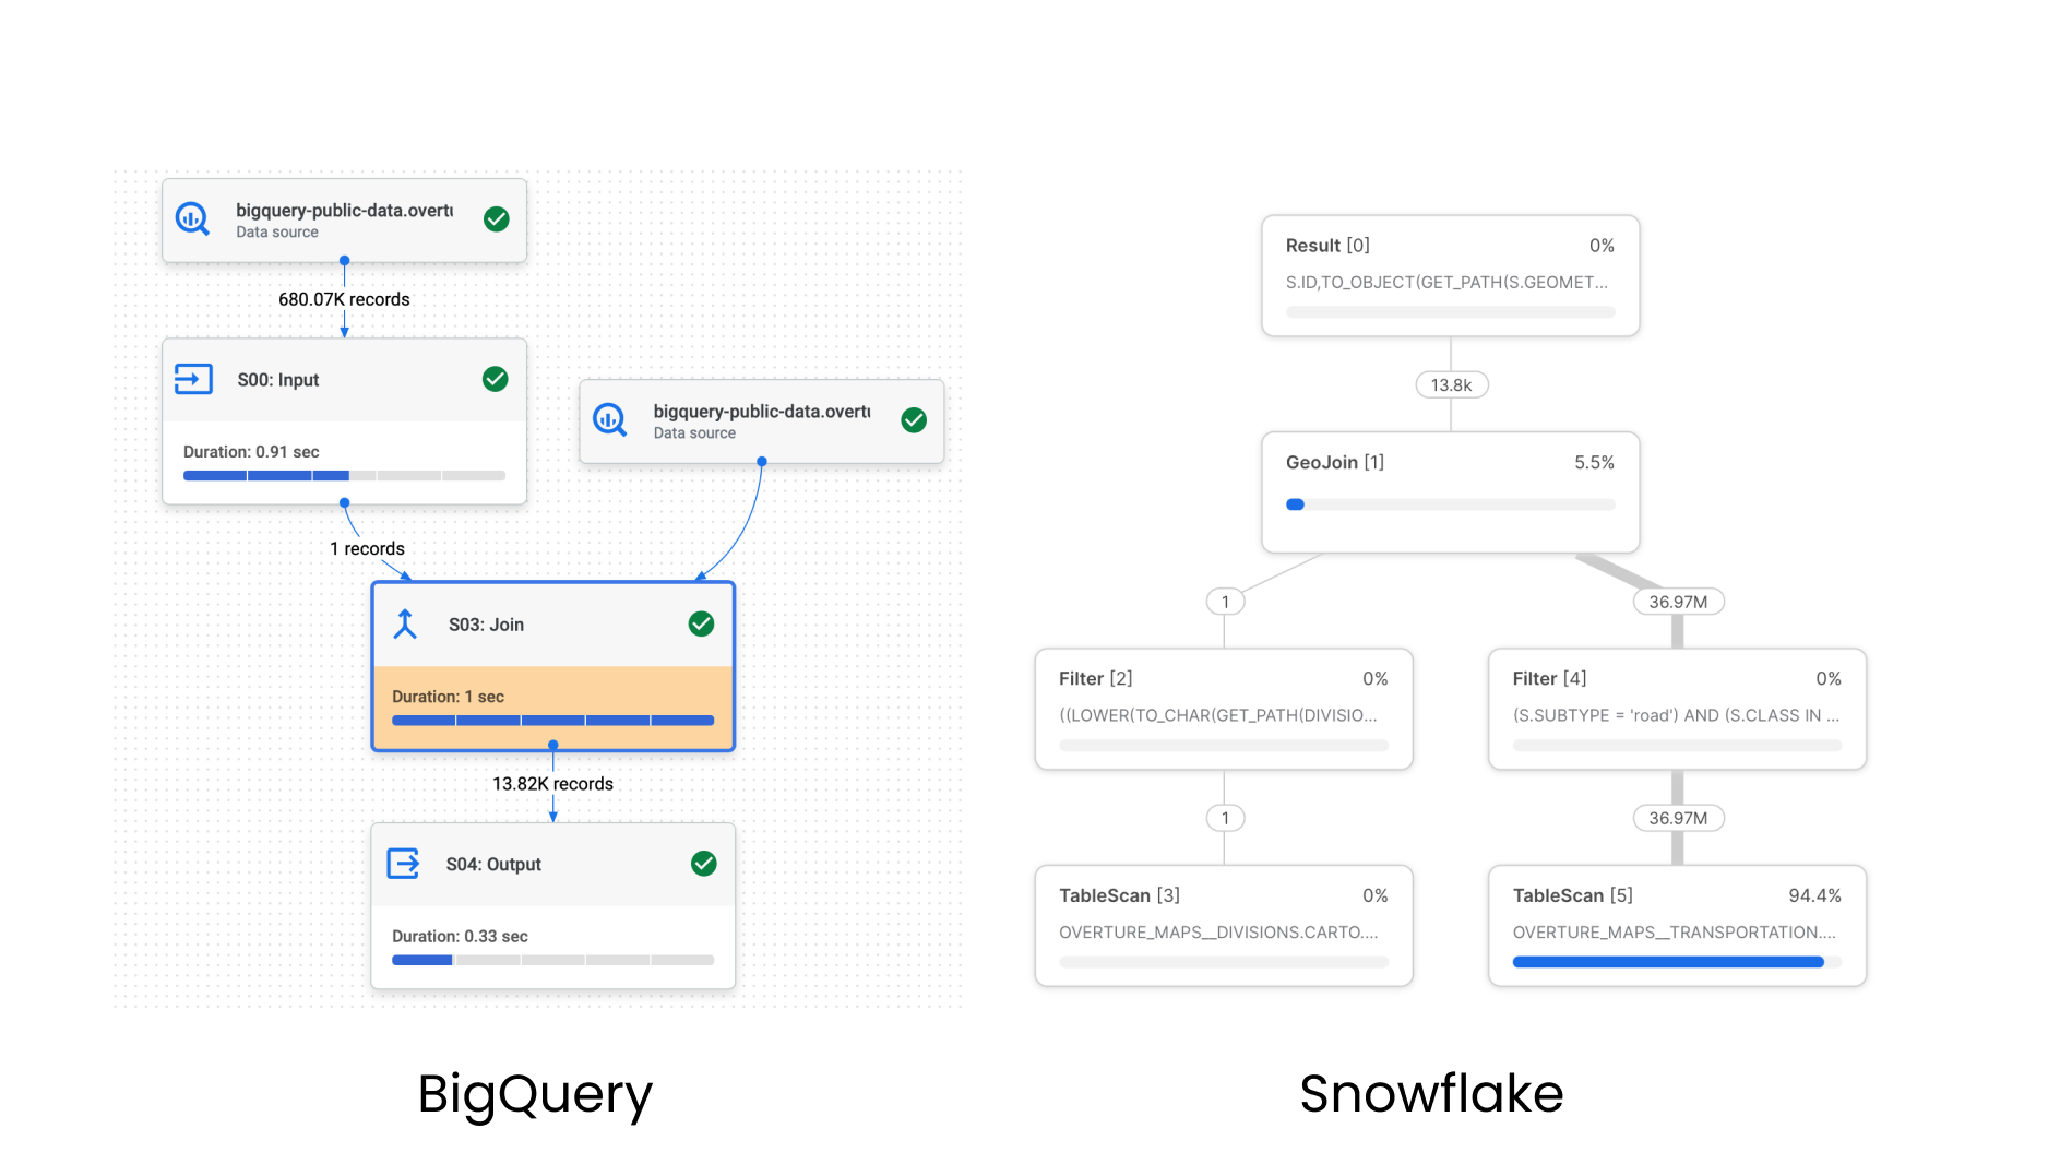 bigquery-public-data.overtu
Data source
680.07K records
S00: Input
Duration: 0.91 sec
bigquery-public-data.overtu
Data source
1 records
S03: Join
Duration: 1 sec
13.82K records
S04: Output
Duration: 0.33 sec
BigQuery
Result [0] 0%
S.ID,TO_OBJECT(GET_PATH(S.GEOMET...
13.8k
GeoJoin [1] 5.5%
1
36.97M
Filter [2] 0%
((LOWER(TO_CHAR(GET_PATH(DIVISIO...
Filter [4] 0%
(S.SUBTYPE = 'road') AND (S.CLASS IN ...
1
36.97M
TableScan [3] 0%
OVERTURE_MAPS__DIVISIONS.CARTO....
TableScan [5] 94.4%
OVERTURE_MAPS__TRANSPORTATION....
Snowflake